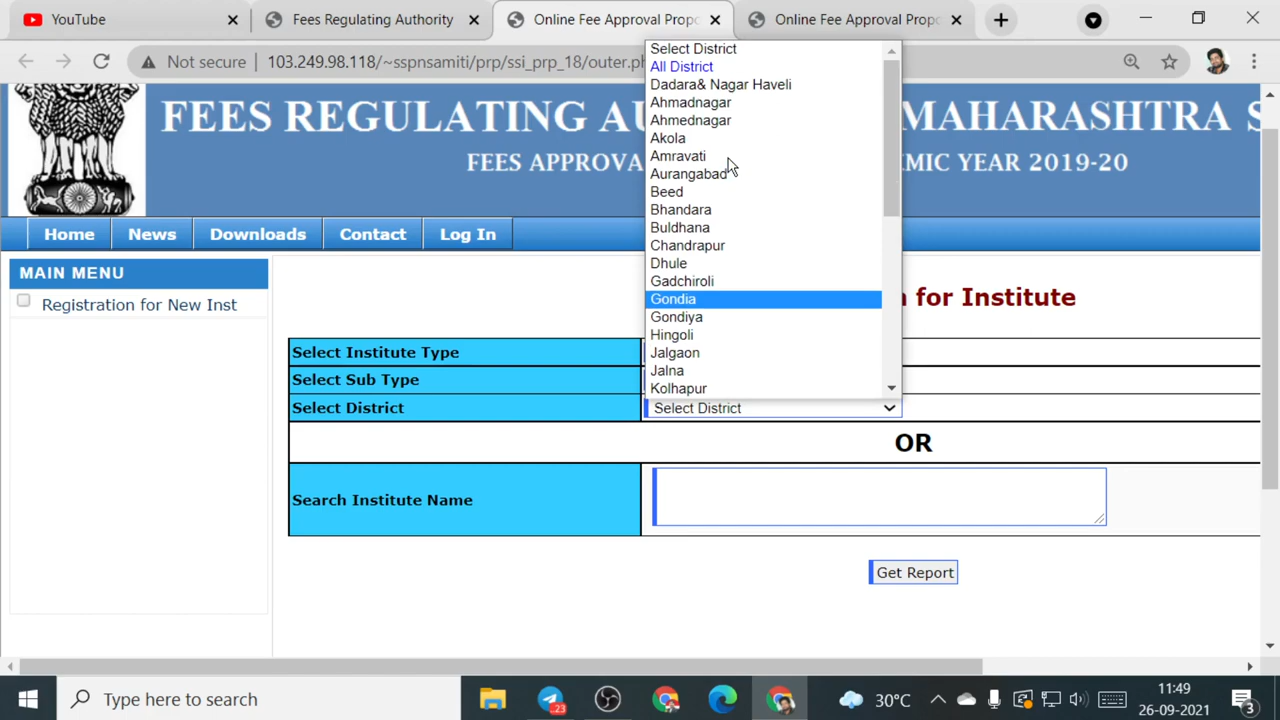 YouTube
Fees Regulating Authority
Online Fee Approval Propo
Online Fee Approval Propo
Not secure
103.249.98.118/~sspnsamiti/prp/ssi_prp_18/outer.ph
FEES REGULATING AU
MAHARASHTRA S
FEES APPROVA
EMIC YEAR 2019-20
Home
News
Downloads
Contact
Log In
MAIN MENU
Registration for New Inst
for Institute
Select Institute Type
Select Sub Type
Select District
Select District
All District
Dadara& Nagar Haveli
Ahmadnagar
Ahmednagar
Akola
Amravati
Aurangabad
Beed
Bhandara
Buldhana
Chandrapur
Dhule
Gadchiroli
Gondia
Gondiya
Hingoli
Jalgaon
Jalna
Kolhapur
Select District
OR
Search Institute Name
Get Report
Type here to search
23
30°C
11:49
26-09-2021
3